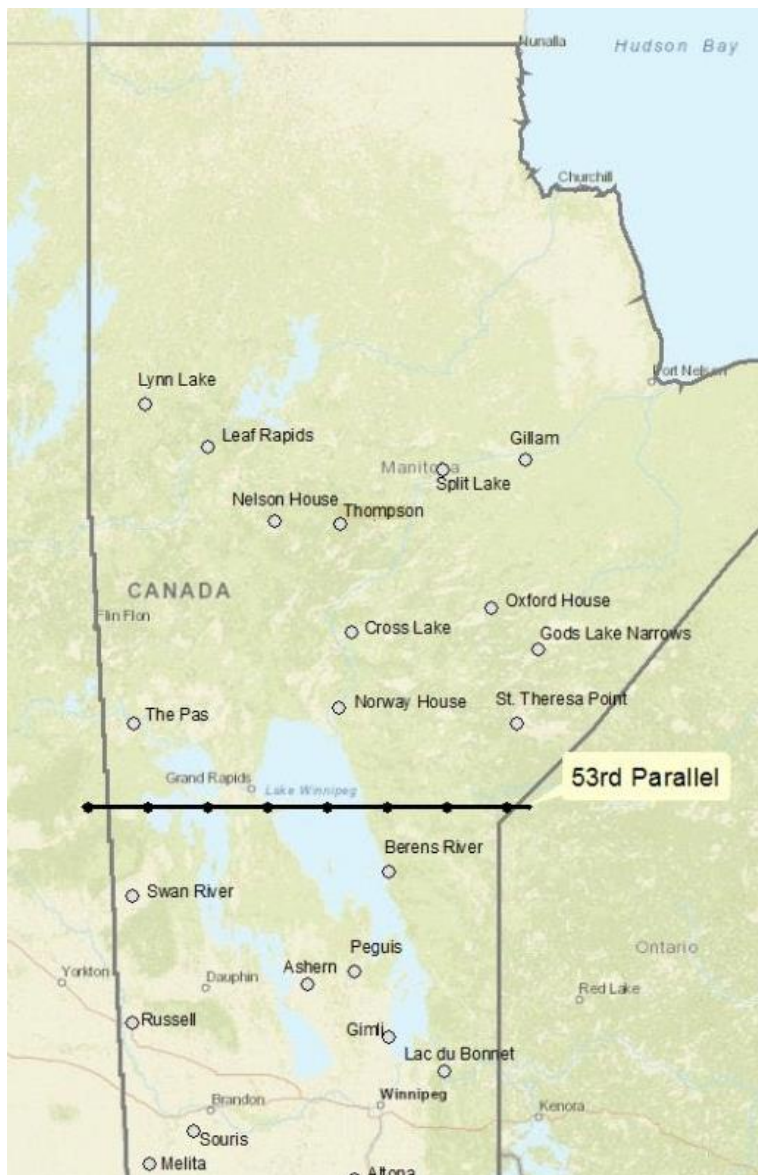 Nunalla
Hudson Bay
Churchill
Port Nelson
Lynn Lake
Leaf Rapids
Gillam
Manitoba
Split Lake
Nelson House
Thompson
CANADA
Oxford House
Flin Flon
Cross Lake
Gods Lake Narrows
Norway House
St. Theresa Point
The Pas
53rd Parallel
Grand Rapids
Lake Winnipeg
Berens River
Swan River
Ontario
Peguis
Ashern
Yorkton
Dauphin
Red Lake
Russell
Gimli
Lac du Bonnet
Winnipeg
Brandon
Kenora
Souris
Melita
Altona